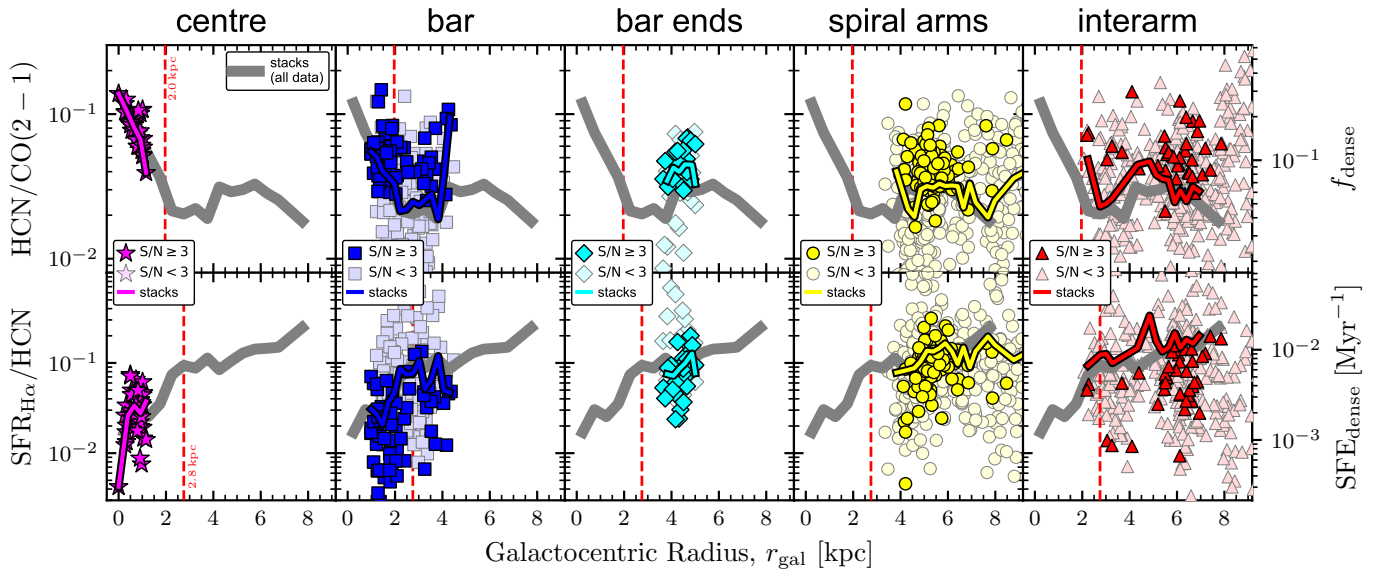 centre bar bar ends spiral arms interarm
HCN/CO(2 − 1)
10⁻¹
10⁻²
2.0 kpc
stacks
(all data)
f_dense
10⁻¹
S/N ≥ 3
S/N < 3
stacks
S/N ≥ 3
S/N < 3
stacks
S/N ≥ 3
S/N < 3
stacks
S/N ≥ 3
S/N < 3
stacks
S/N ≥ 3
S/N < 3
stacks
SFR_Hα/HCN
10⁻¹
10⁻²
2.8 kpc
SFE_dense [Myr⁻¹]
10⁻²
10⁻³
0 2 4 6 8 0 2 4 6 8 0 2 4 6 8 0 2 4 6 8 0 2 4 6 8
Galactocentric Radius, r_gal [kpc]